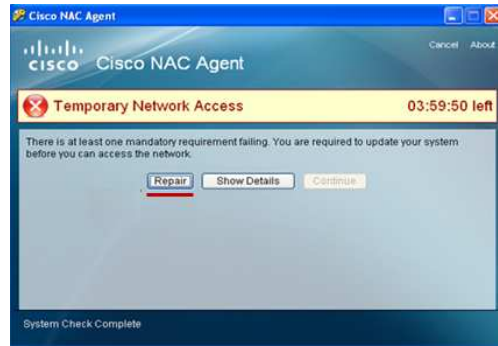 Cisco NAC Agent
Cancel About
CISCO Cisco NAC Agent
Temporary Network Access 03:59:50 left
There is at least one mandatory requirement failing. You are required to update your system
before you can access the network.
Repair Show Details Continue
System Check Complete